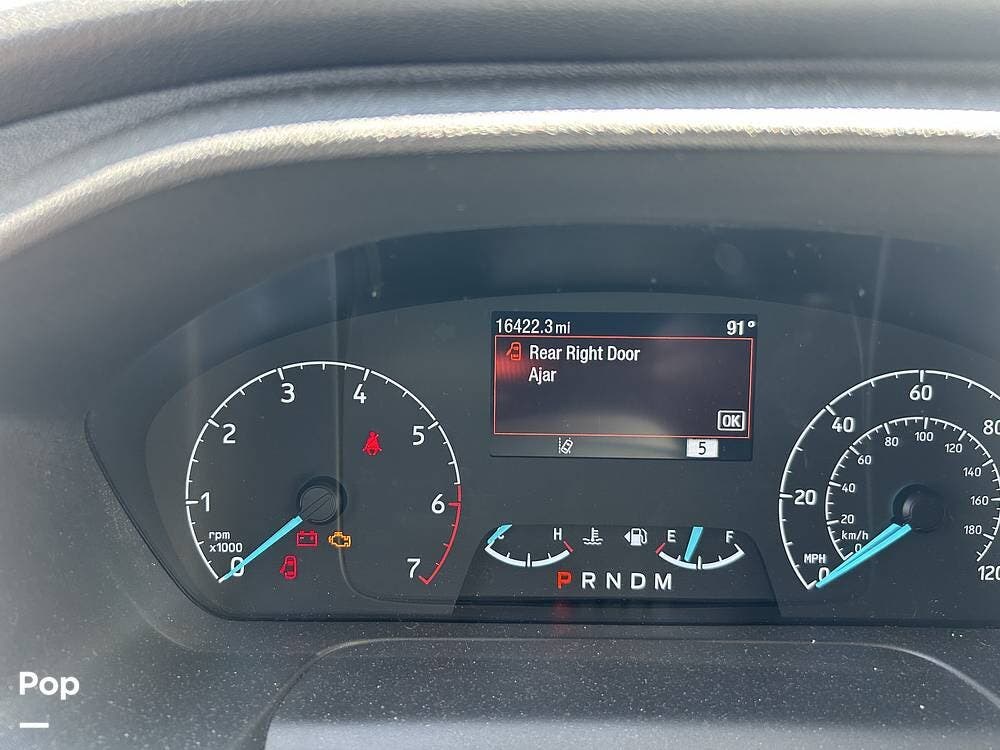 16422.3 mi 91°
Rear Right Door
Ajar
OK
5
1 2 3 4 5 6 7
rpm
x1000
0
H
E F
P R N D M
0 20 40 60 80
120
MPH
20 40 60 80 100 120 140 160 180
km/h
0
Pop